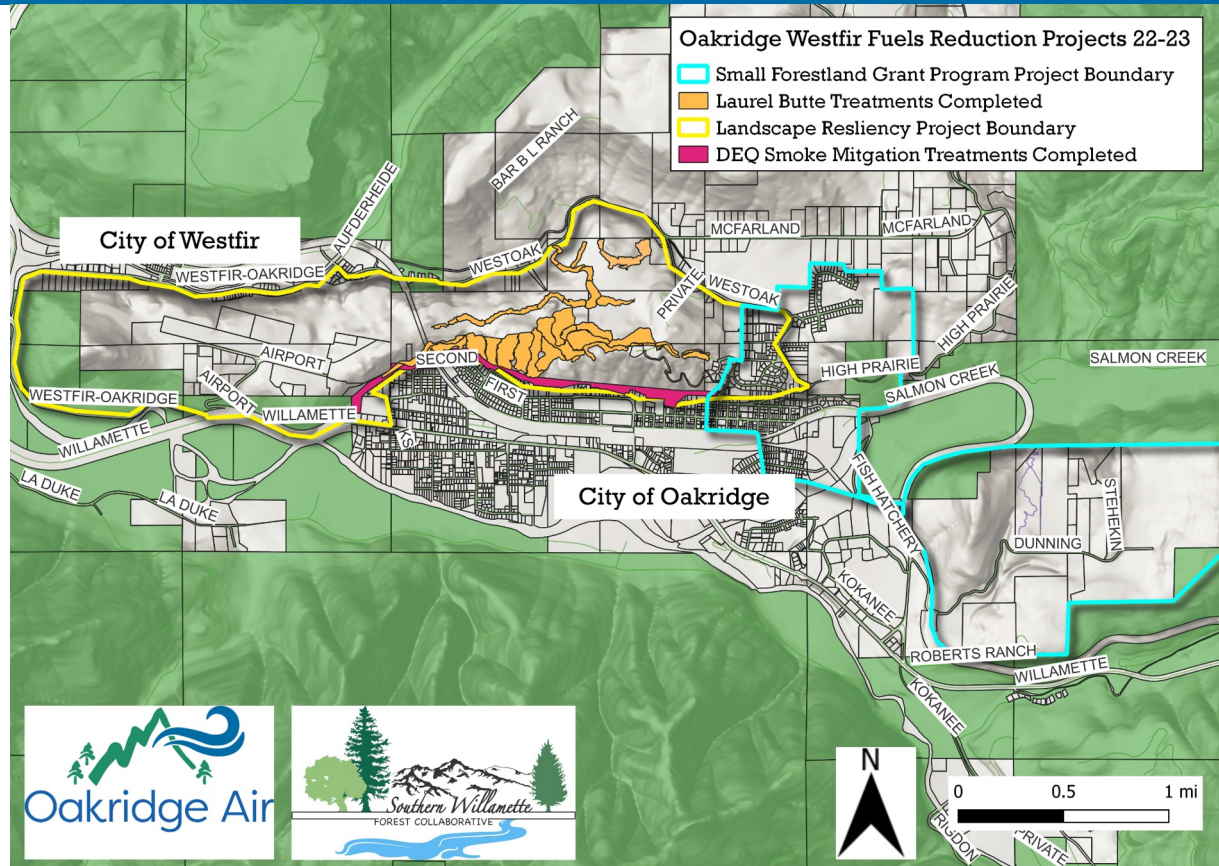 Oakridge Westfir Fuels Reduction Projects 22-23
Small Forestland Grant Program Project Boundary
Laurel Butte Treatments Completed
Landscape Resliency Project Boundary
DEQ Smoke Mitgation Treatments Completed
BAR B L RANCH
AUFDERHEIDE
City of Westfir
MCFARLAND
MCFARLAND
WESTOAK
WESTFIR-OAKRIDGE
PRIVATE
WESTOAK
HIGH PRAIRIE
AIRPORT
SECOND
SALMON CREEK
HIGH PRAIRIE
AIRPORT
FIRST
SALMON CREEK
WESTFIR-OAKRIDGE
WILLAMETTE
WILLAMETTE
KS
FISH HATCHERY
LA DUKE
LA DUKE
City of Oakridge
STEHEKIN
DUNNING
KOKANEE
ROBERTS RANCH
WILLAMETTE
KOKANEE
N
0 0.5 1 mi
RIGDON
PRIVATE
Oakridge Air
Southern Willamette
FOREST COLLABORATIVE